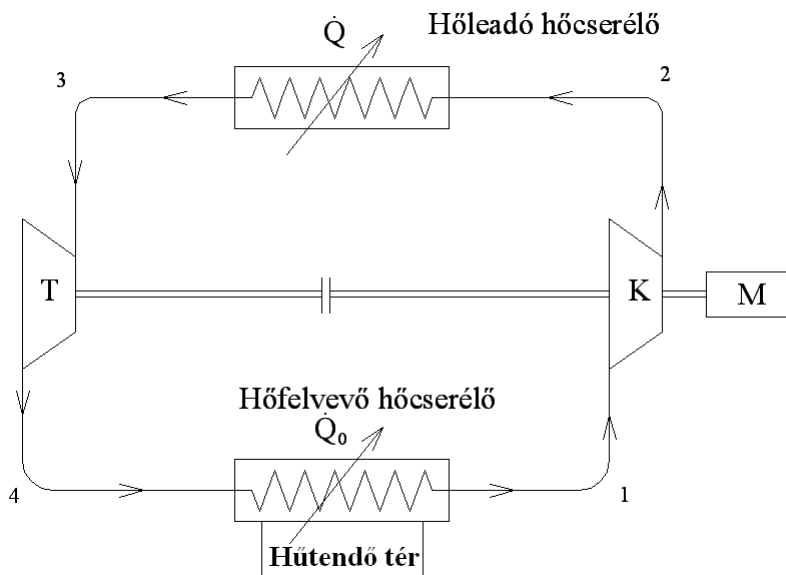 Q̇
Hőleadó hőcserélő
3
2
T
K
M
Hőfelvevő hőcserélő
Q̇₀
4
1
Hűtendő tér